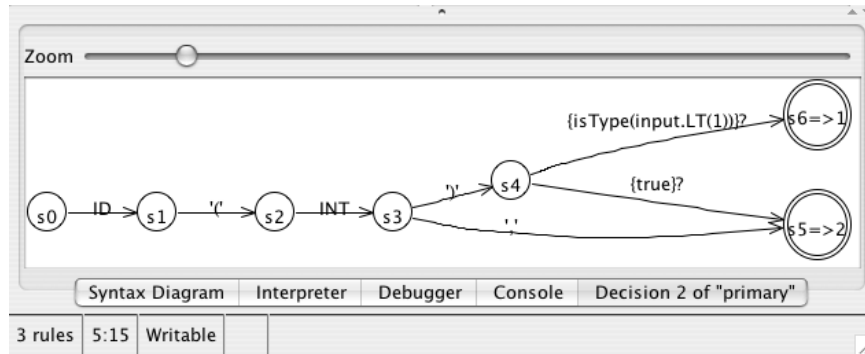 Zoom
{isType(input.LT(1))}?
s6=>1
')'
s4
{true}?
s0
ID
s1
'('
s2
INT
s3
','
s5=>2
Syntax Diagram
Interpreter
Debugger
Console
Decision 2 of "primary"
3 rules
5:15
Writable